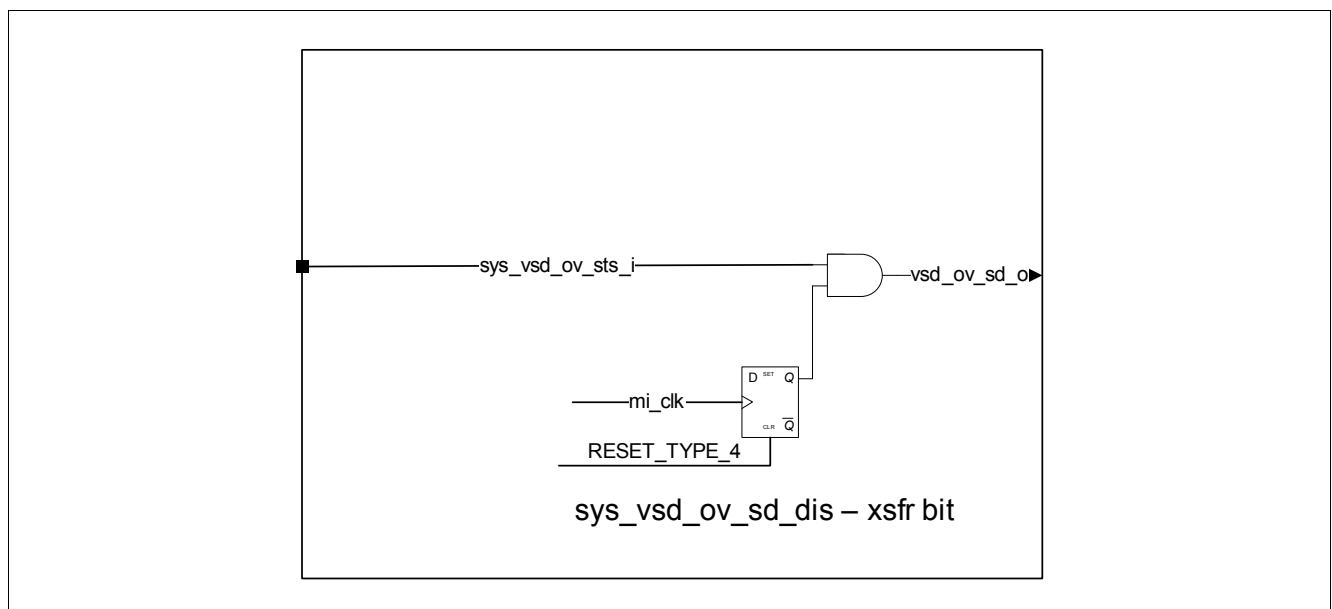 sys_vsd_ov_sts_i
vsd_ov_sd_o
D SET Q
mi_clk
CLR Q
RESET_TYPE_4
sys_vsd_ov_sd_dis – xsfr bit